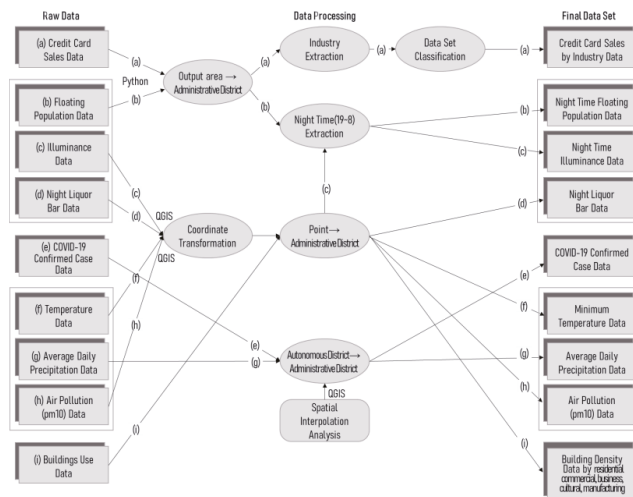 Raw Data
Data Processing
Final Data Set
(a) Credit Card
Sales Data
(a)
Python
(b) Floating
Population Data
(b)
Output area →
Administrative District
(a)
Industry
Extraction
(a)
Data Set
Classification
(a)
Credit Card
Sales by
Industry Data
(b)
Night Time(19-8)
Extraction
(b)
Night Time Floating
Population Data
(c)
Night Time
Illuminance Data
(c) Illuminance
Data
(c)
(c)
(d) Night Liquor
Bar Data
(d)
QGIS
QGIS
Coordinate
Transformation
Point→
Administrative District
(d)
Night Liquor
Bar Data
(e) COVID-19
Confirmed Case
Data
(e)
COVID-19 Confirmed
Case Data
(e)
(f) Temperature
Data
(f)
(f)
Minimum
Temperature Data
(g) Average Daily
Precipitation Data
(g)
Autonomous District→
Administrative District
(g)
Average Daily
Precipitation Data
(h) Air Pollution
(pm10) Data
(h)
(h)
Air Pollution
(pm10) Data
QGIS
Spatial
Interpolation
Analysis
(i) Buildings Use
Data
(i)
(i)
Building Density
Data by residential
commercial, business,
cultural, manufacturing